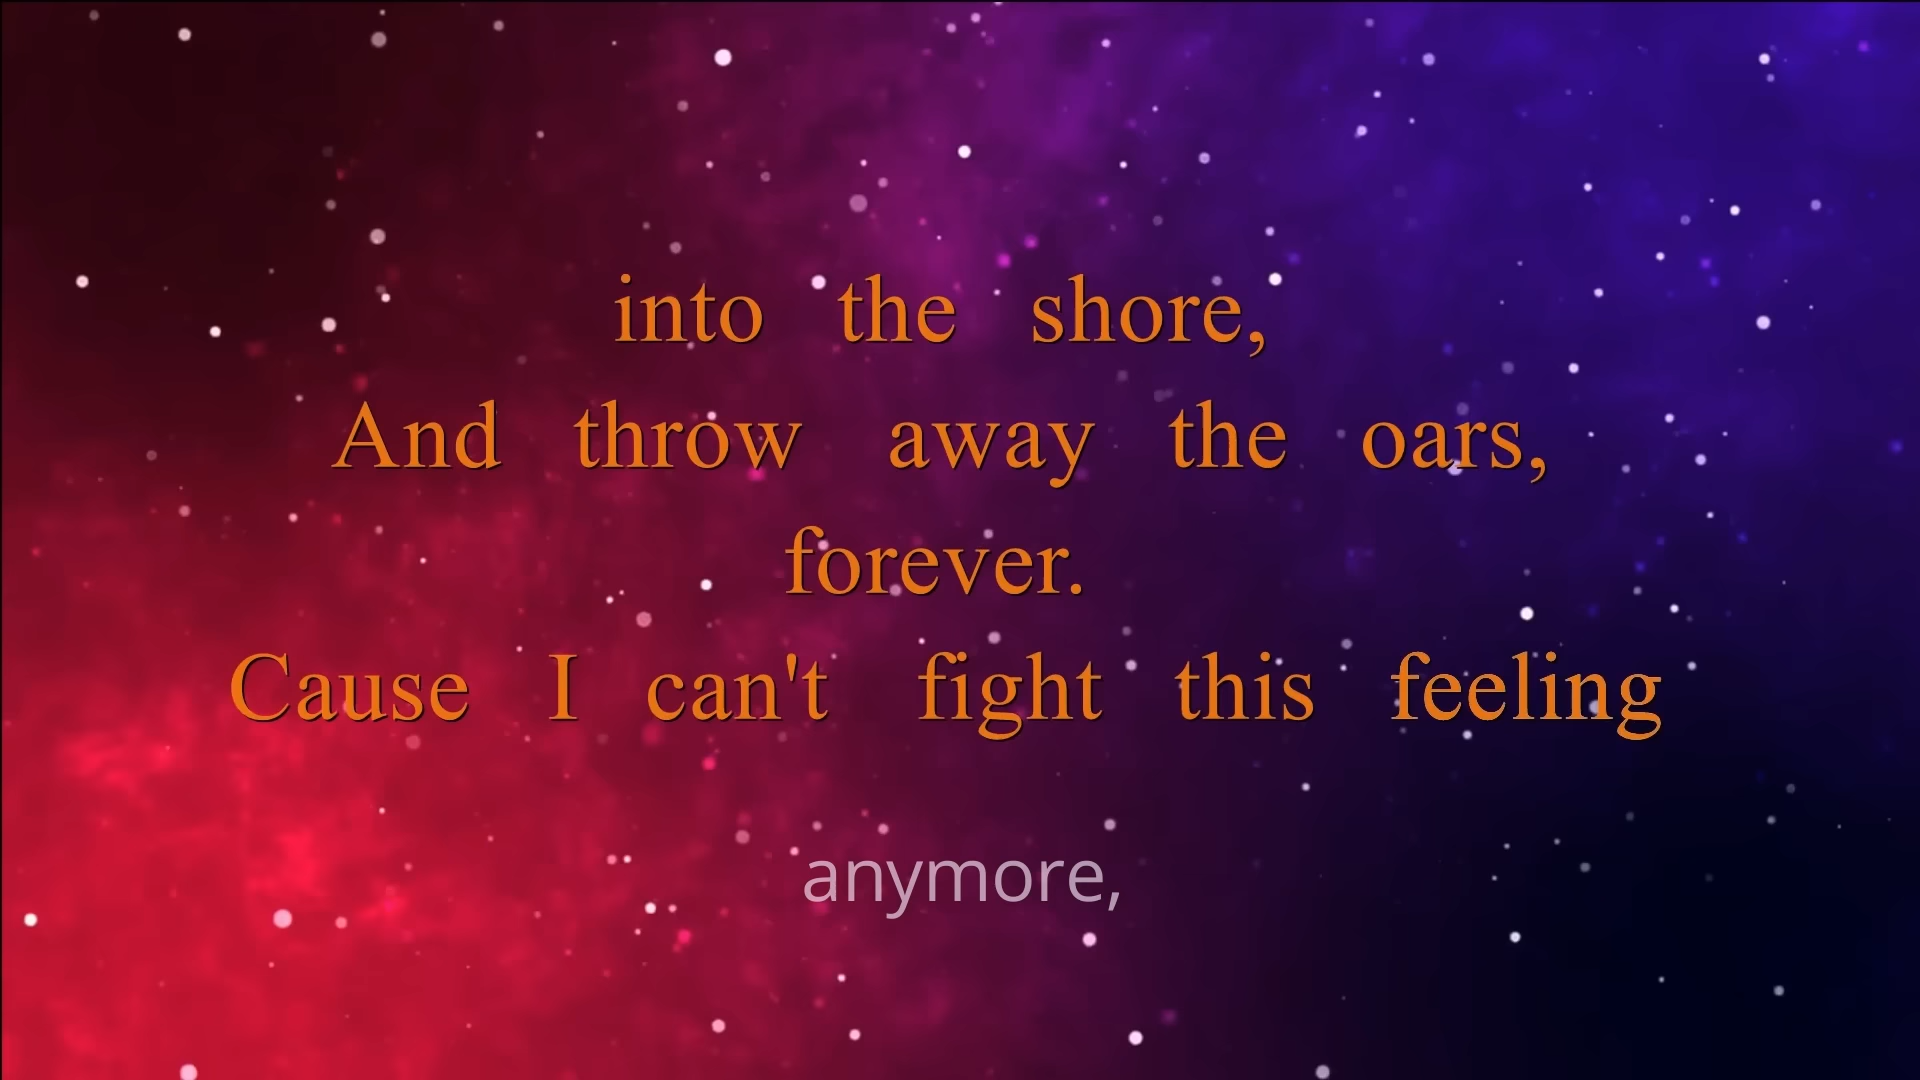 into the shore,
And throw away the oars,
forever.
Cause I can't fight this feeling
anymore,